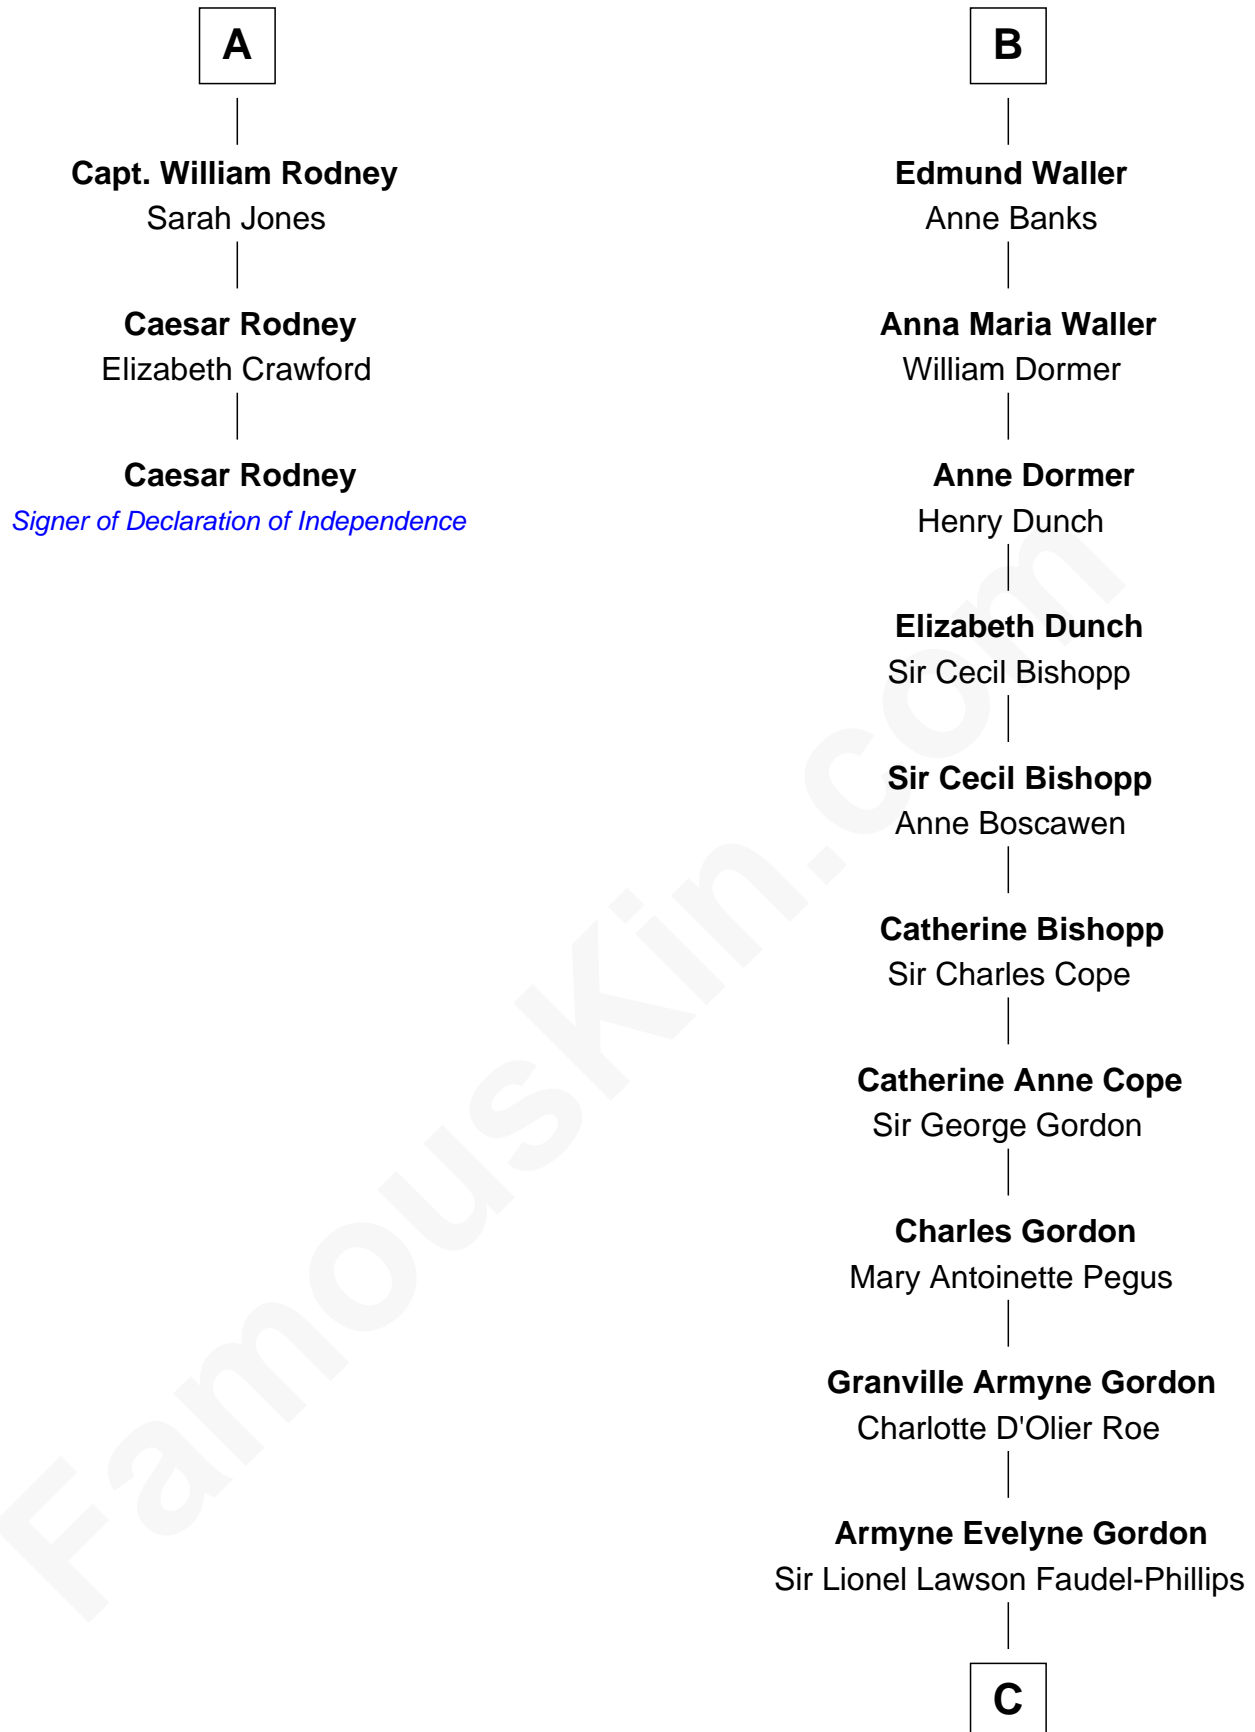 A
Capt. William Rodney
Sarah Jones
Caesar Rodney
Elizabeth Crawford
Caesar Rodney
Signer of Declaration of Independence
B
Edmund Waller
Anne Banks
Anna Maria Waller
William Dormer
Anne Dormer
Henry Dunch
Elizabeth Dunch
Sir Cecil Bishopp
Sir Cecil Bishopp
Anne Boscawen
Catherine Bishopp
Sir Charles Cope
Catherine Anne Cope
Sir George Gordon
Charles Gordon
Mary Antoinette Pegus
Granville Armyne Gordon
Charlotte D'Olier Roe
Armyne Evelyne Gordon
Sir Lionel Lawson Faudel-Phillips
C
FamousKin.com